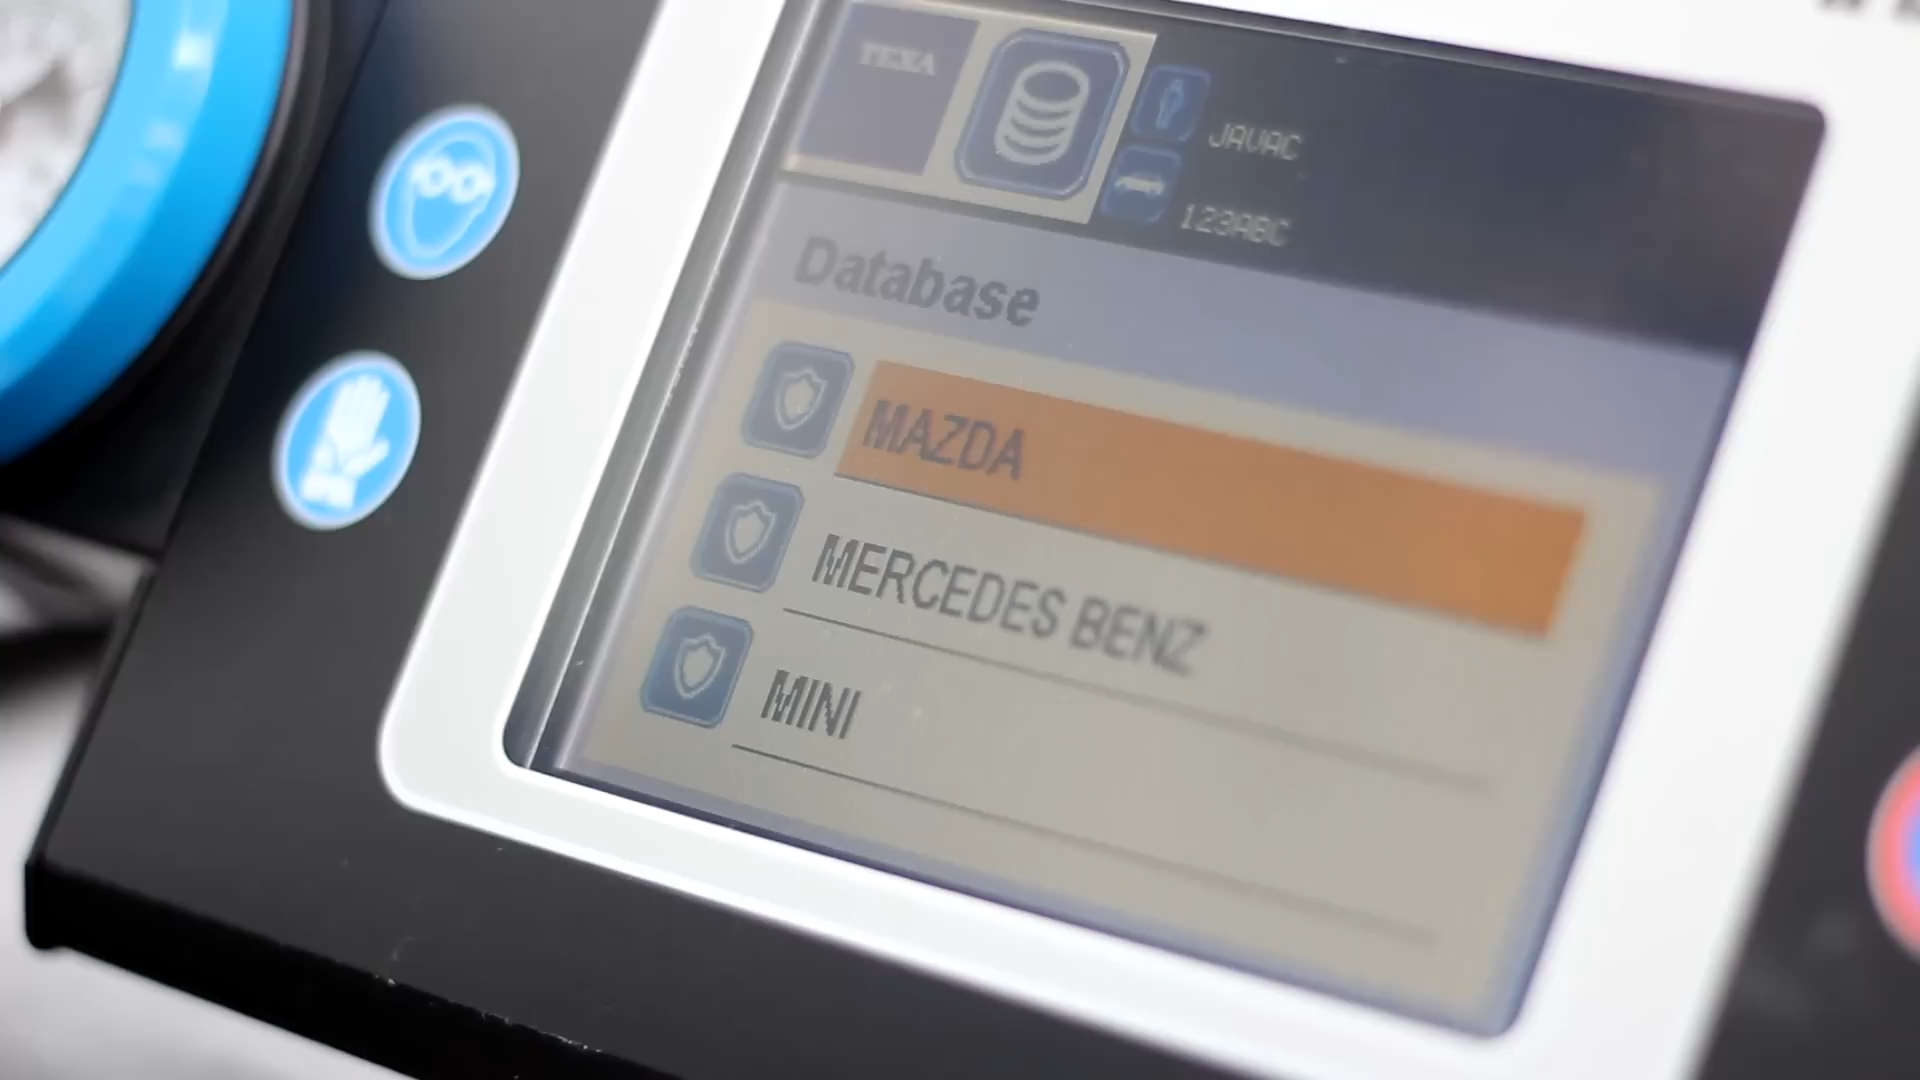 TEXA
JAVAC
123ABC
Database
MAZDA
MERCEDES BENZ
MINI